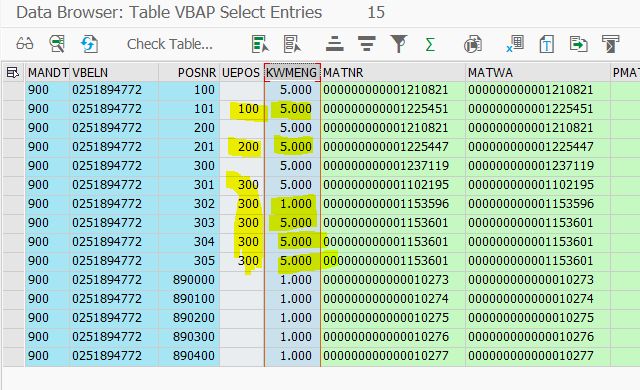 Data Browser: Table VBAP Select Entries 15
Check Table...
MANDT VBELN POSNR UEPOS KWMENG MATNR MATWA PMAT
900 0251894772 100 5.000 000000000001210821 000000000001210821
900 0251894772 101 100 5.000 000000000001225451 000000000001225451
900 0251894772 200 5.000 000000000001210821 000000000001210821
900 0251894772 201 200 5.000 000000000001225447 000000000001225447
900 0251894772 300 5.000 000000000001237119 000000000001237119
900 0251894772 301 300 5.000 000000000001102195 000000000001102195
900 0251894772 302 300 1.000 000000000001153596 000000000001153596
900 0251894772 303 300 5.000 000000000001153601 000000000001153601
900 0251894772 304 300 5.000 000000000001153601 000000000001153601
900 0251894772 305 300 5.000 000000000001153601 000000000001153601
900 0251894772 890000 1.000 000000000000010273 000000000000010273
900 0251894772 890100 1.000 000000000000010274 000000000000010274
900 0251894772 890200 1.000 000000000000010275 000000000000010275
900 0251894772 890300 1.000 000000000000010276 000000000000010276
900 0251894772 890400 1.000 000000000000010277 000000000000010277